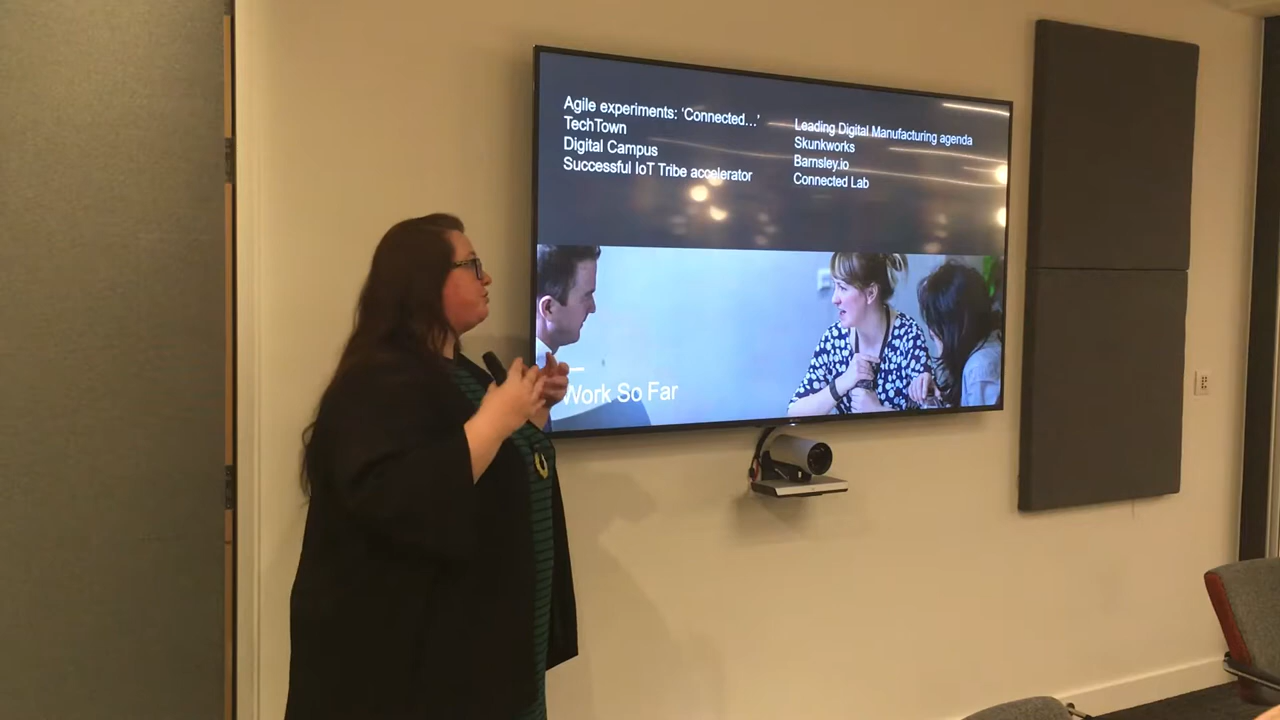 Agile experiments: 'Connected...'
TechTown
Digital Campus
Successful IoT Tribe accelerator
Leading Digital Manufacturing agenda
Skunkworks
Barnsley.io
Connected Lab
Work So Far